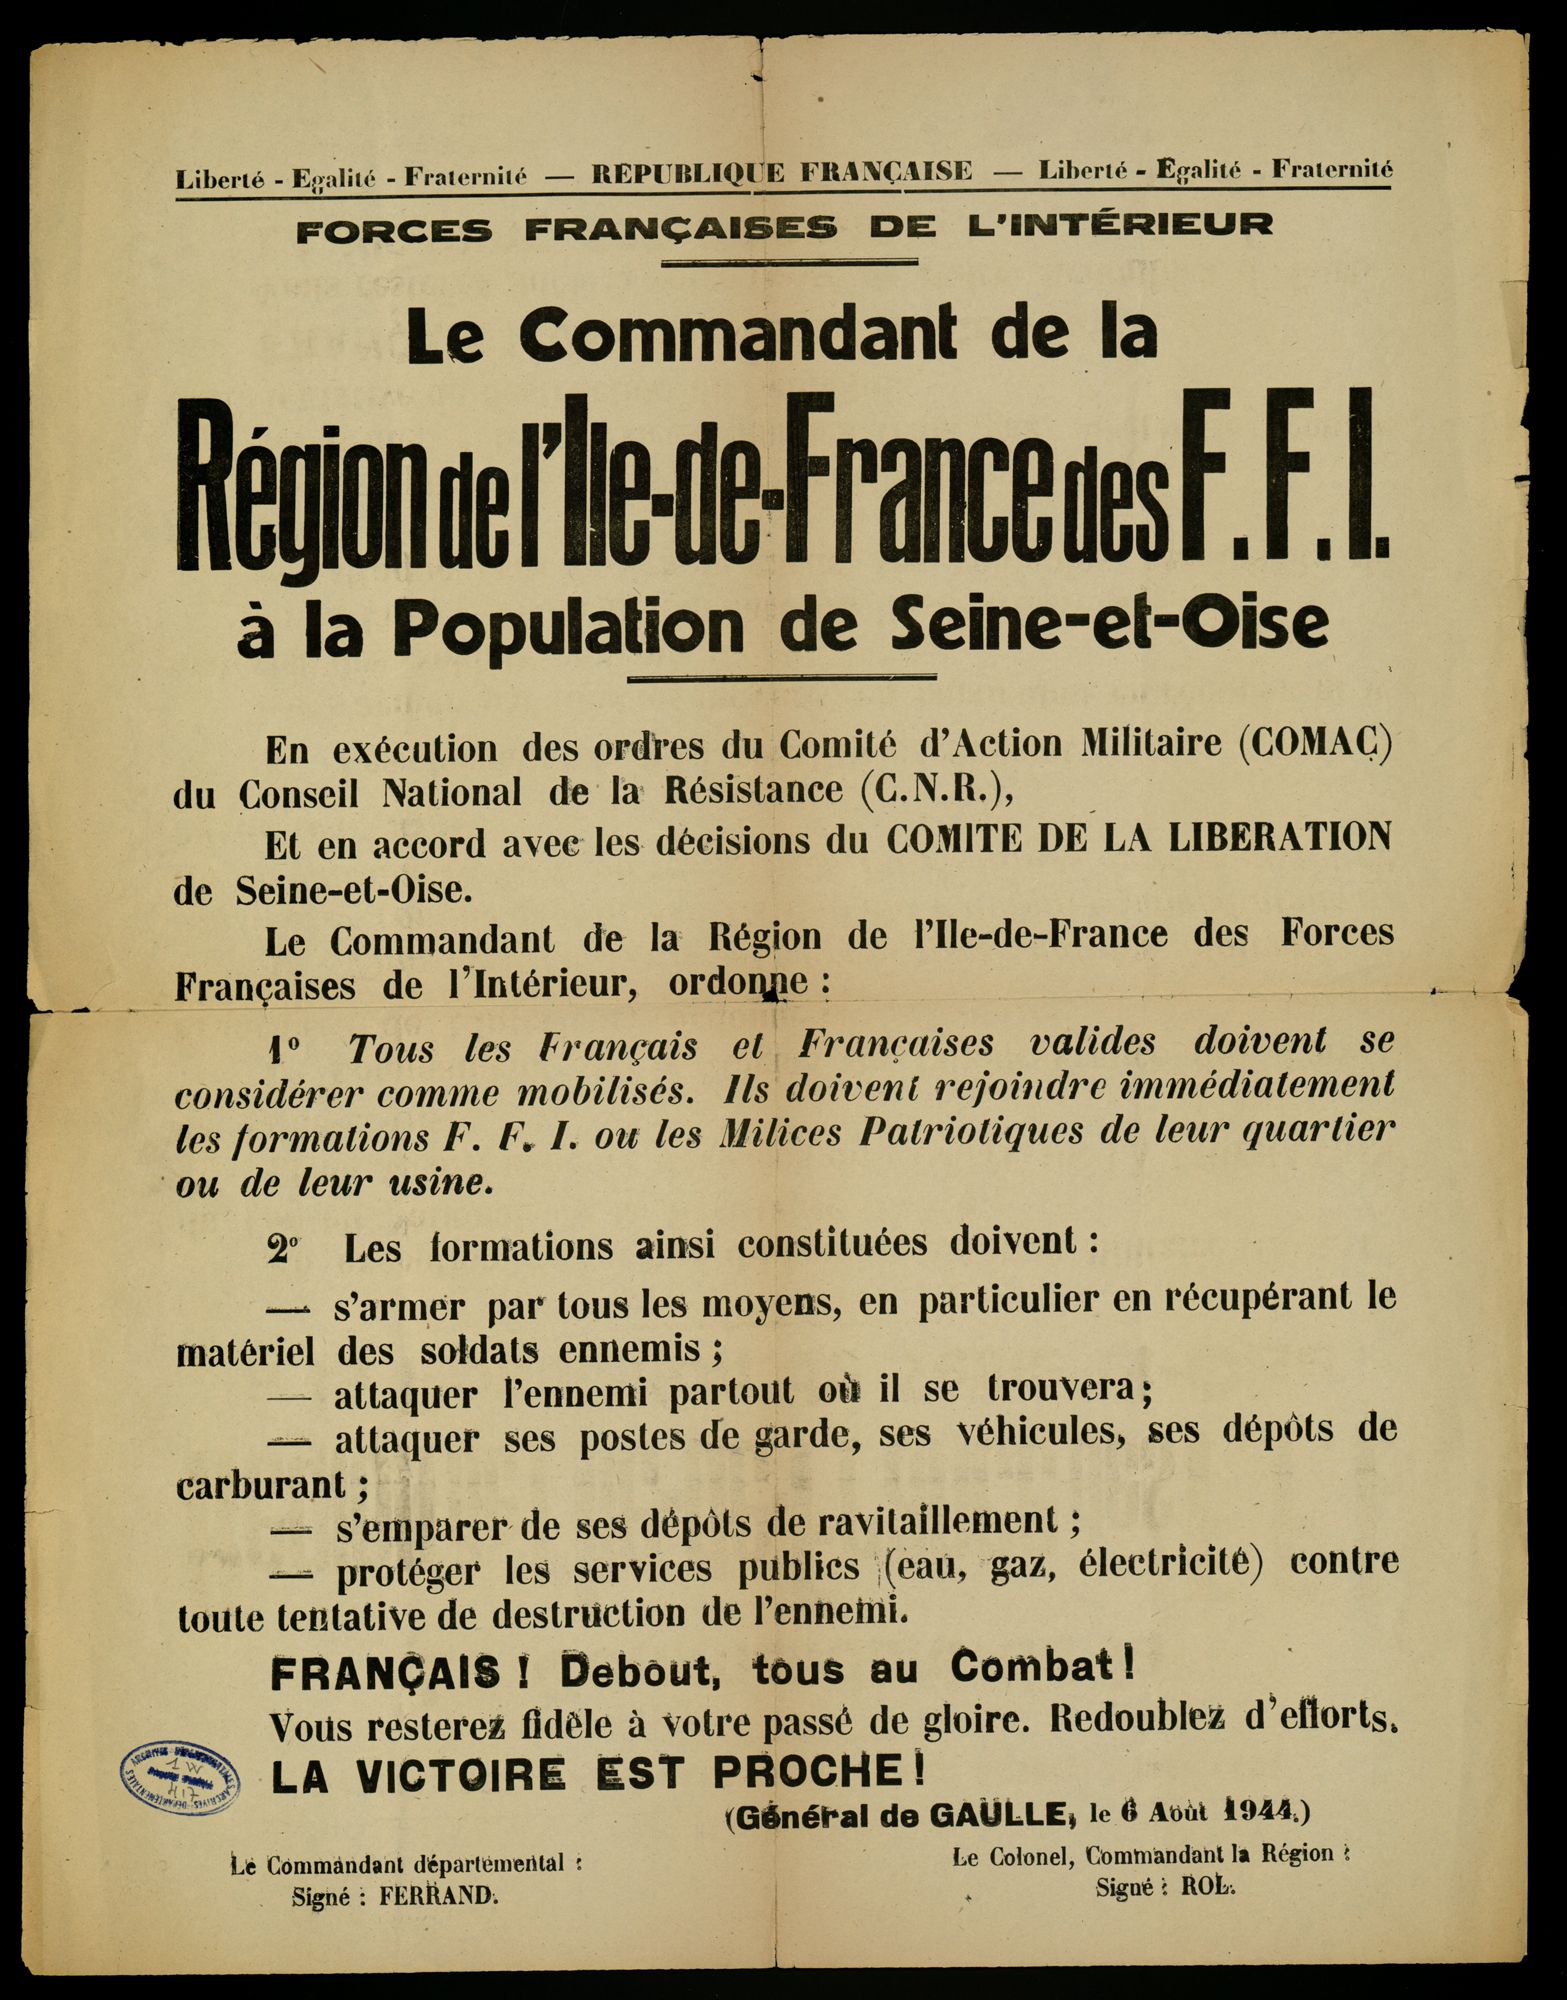 Liberté - Egalité - Fraternité — RÉPUBLIQUE FRANÇAISE — Liberté - Egalité - Fraternité
FORCES FRANÇAISES DE L'INTÉRIEUR
Le Commandant de la
Région de l'Ile-de-France des F.F.I.
à la Population de Seine-et-Oise
En exécution des ordres du Comité d'Action Militaire (COMAC)
du Conseil National de la Résistance (C.N.R.),
Et en accord avec les décisions du COMITE DE LA LIBERATION
de Seine-et-Oise.
Le Commandant de la Région de l'Ile-de-France des Forces
Françaises de l'Intérieur, ordonne :
1° Tous les Français et Françaises valides doivent se
considérer comme mobilisés. Ils doivent rejoindre immédiatement
les formations F. F. I. ou les Milices Patriotiques de leur quartier
ou de leur usine.
2° Les formations ainsi constituées doivent :
— s'armer par tous les moyens, en particulier en récupérant le
matériel des soldats ennemis ;
— attaquer l'ennemi partout où il se trouvera ;
— attaquer ses postes de garde, ses véhicules, ses dépôts de
carburant ;
— s'emparer de ses dépôts de ravitaillement ;
— protéger les services publics (eau, gaz, électricité) contre
toute tentative de destruction de l'ennemi.
FRANÇAIS ! Debout, tous au Combat !
Vous resterez fidèle à votre passé de gloire. Redoublez d'efforts.
LA VICTOIRE EST PROCHE !
(Général de GAULLE, le 6 Août 1944.)
Le Commandant départemental :
Signé : FERRAND.
Le Colonel, Commandant la Région :
Signé : ROL.
ARCHIVES DÉPARTEMENTALES
1W
417